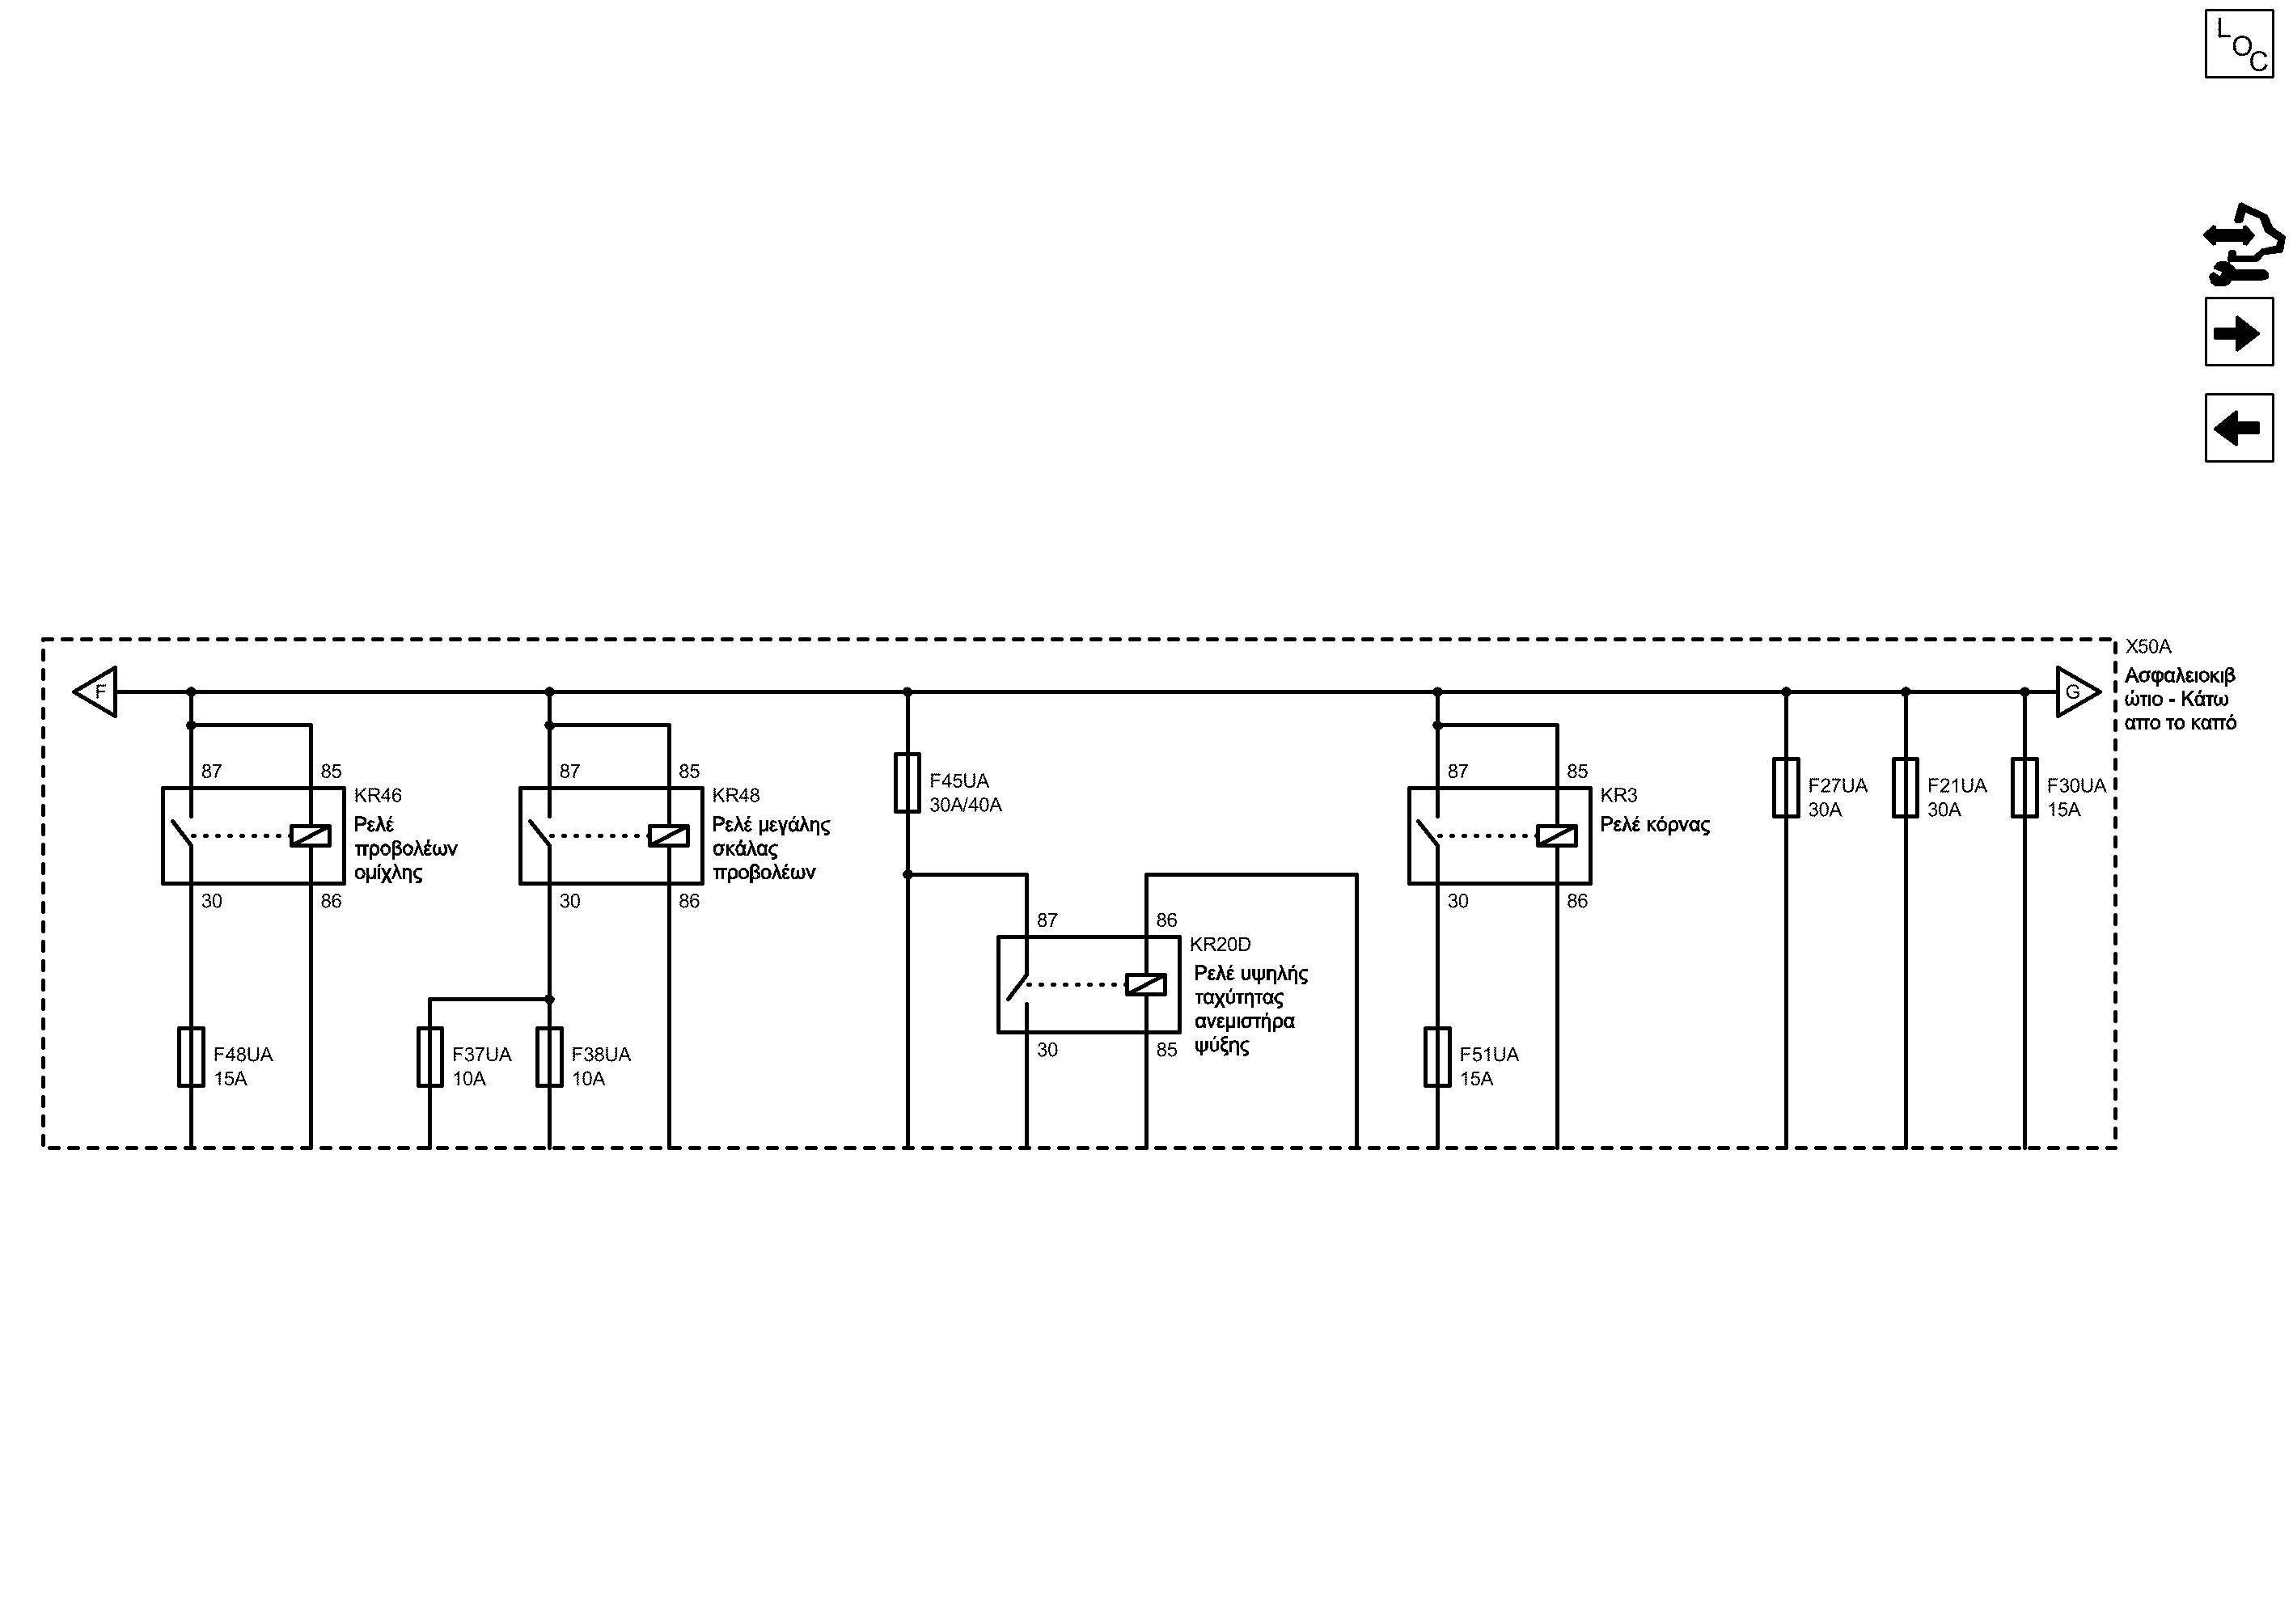 L
O
C
X50A
Ασφαλειοκιβ
ώτιο - Κάτω
απο το καπό
F
G
87
85
KR46
Ρελέ
προβολέων
ομίχλης
30
86
F48UA
15A
87
85
KR48
Ρελέ μεγάλης
σκάλας
προβολέων
30
86
F37UA
10A
F38UA
10A
F45UA
30A/40A
87
86
KR20D
Ρελέ υψηλής
ταχύτητας
ανεμιστήρα
ψύξης
30
85
87
85
KR3
Ρελέ κόρνας
30
86
F51UA
15A
F27UA
30A
F21UA
30A
F30UA
15A